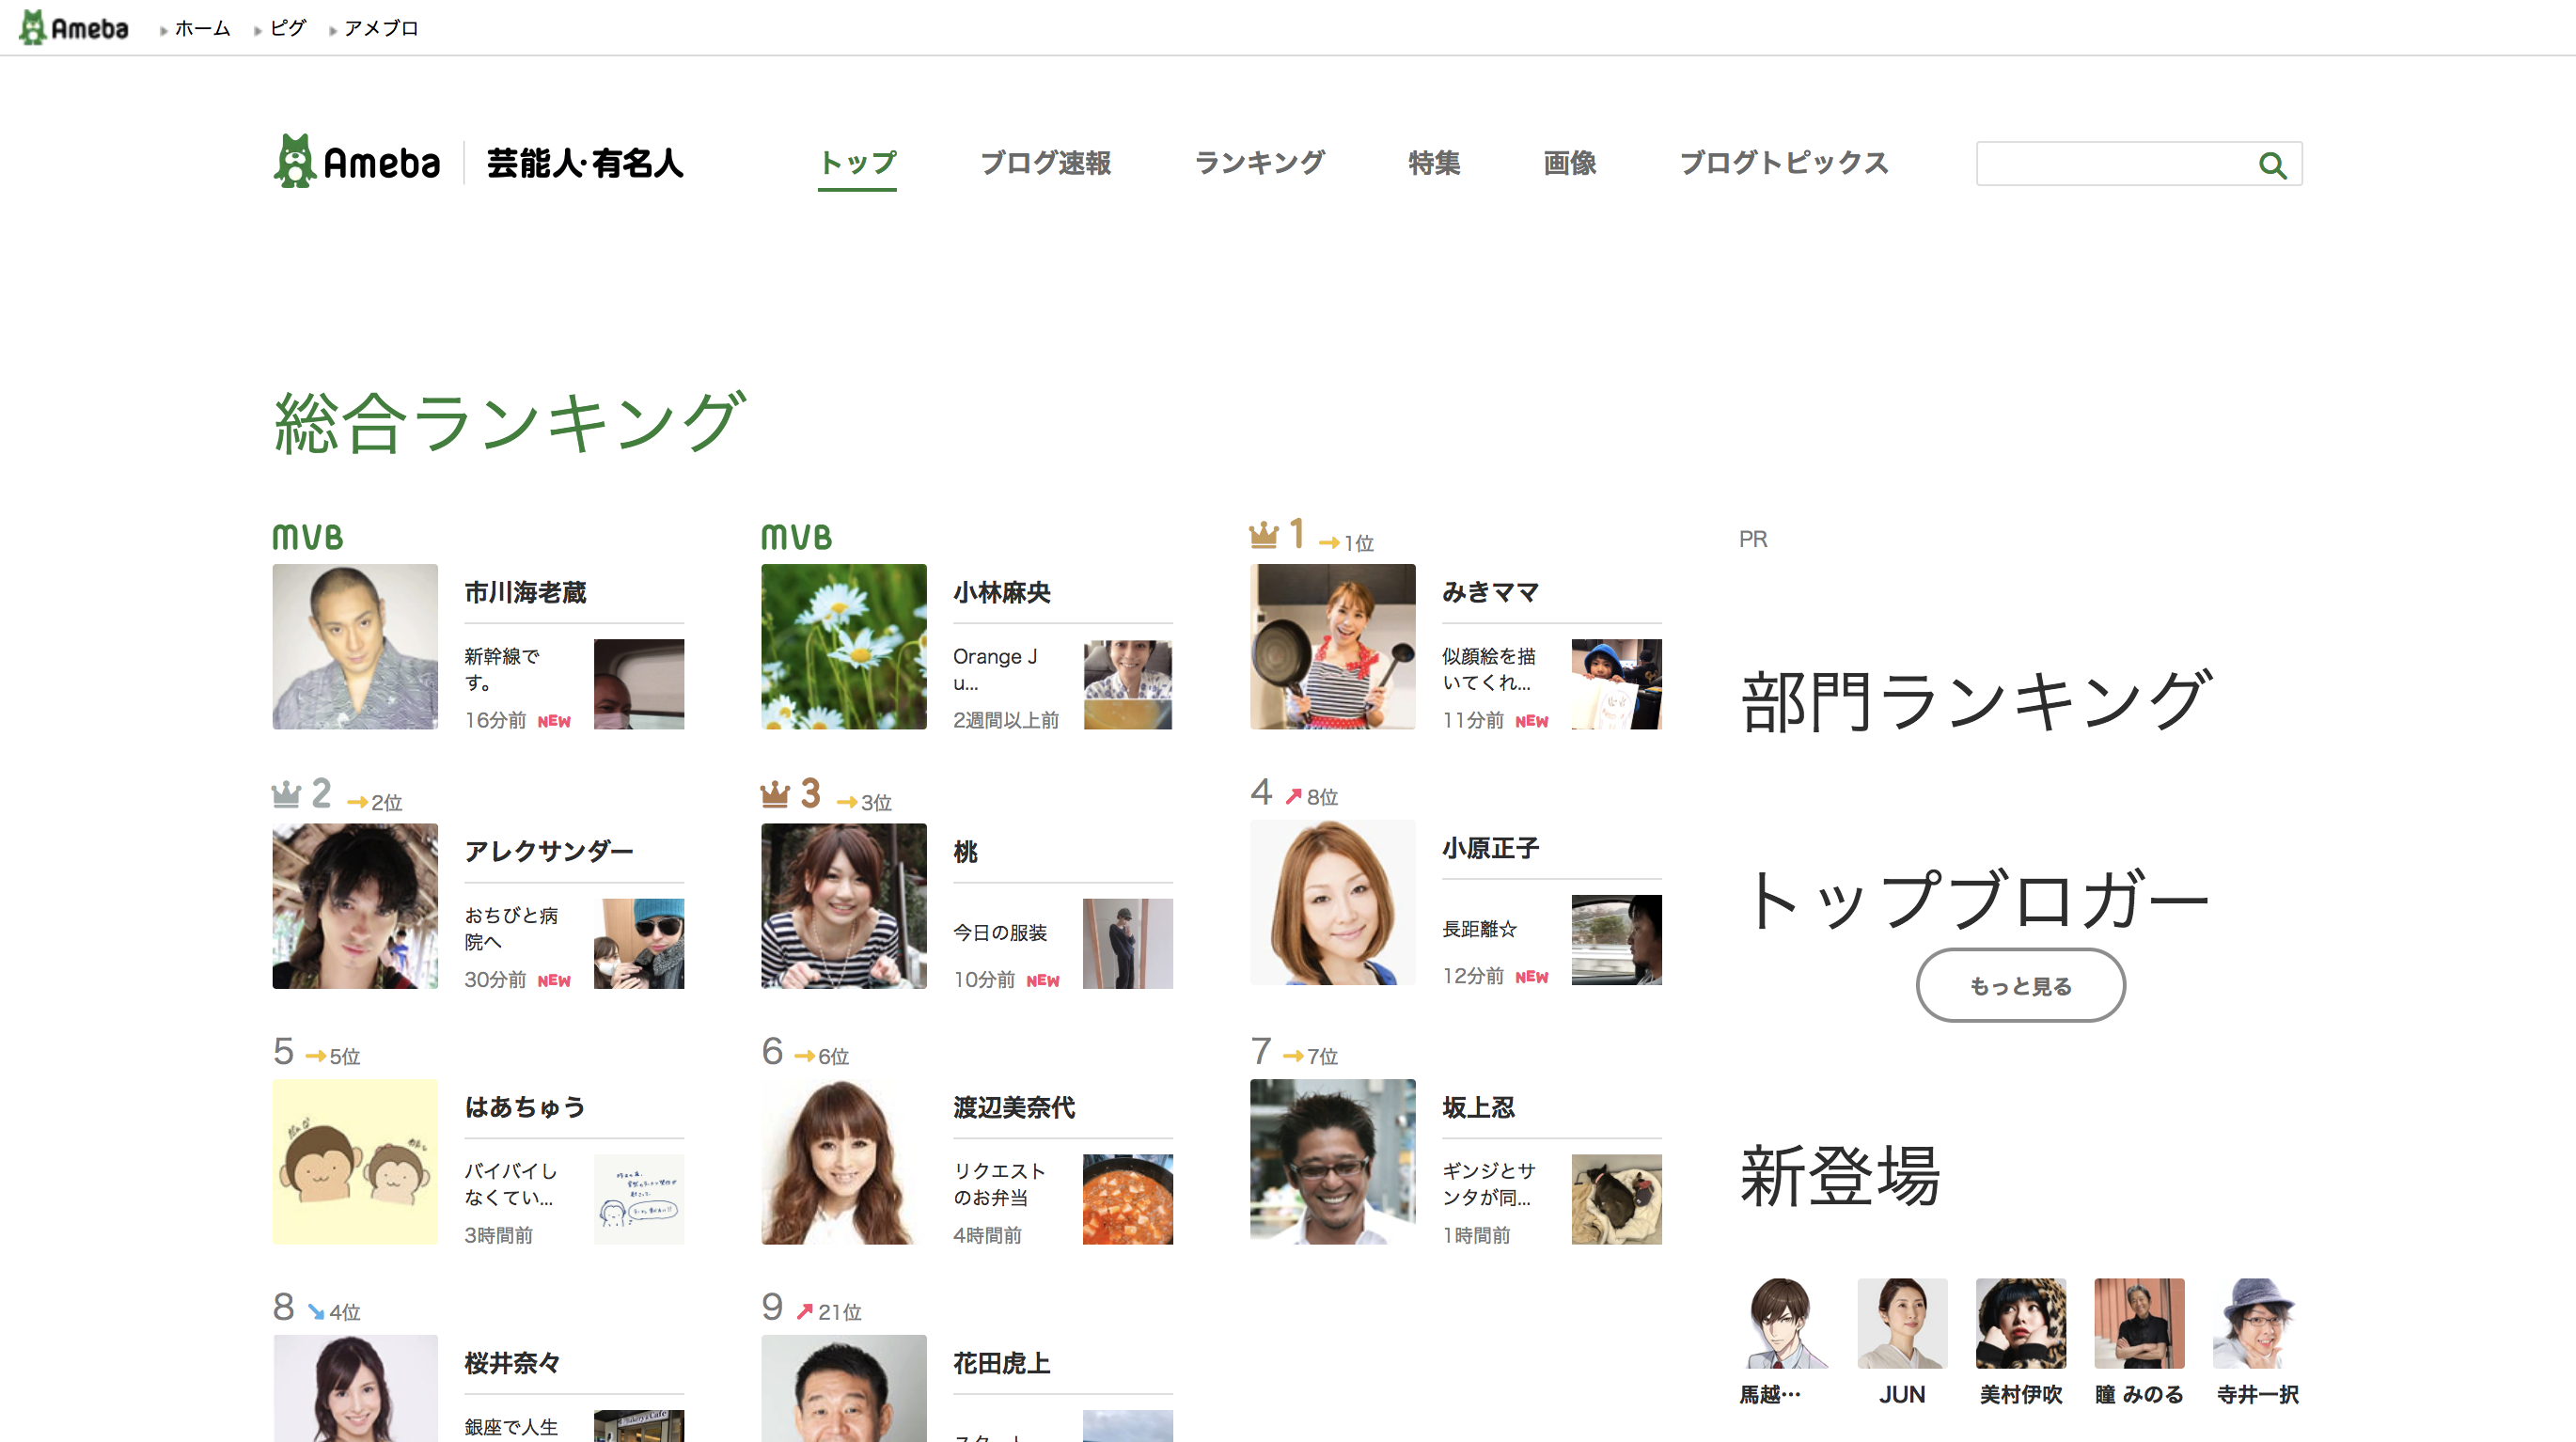 Ameba
ホーム
ピグ
アメブロ
Ameba 芸能人·有名人
トップ
ブログ速報
ランキング
特集
画像
ブログトピックス
総合ランキング
MVB
市川海老蔵
新幹線で
す。
16分前 NEW
MVB
小林麻央
Orange J
u...
2週間以上前
1 →1位
みきママ
似顔絵を描
いてくれ...
11分前 NEW
2 →2位
アレクサンダー
おちびと病
院へ
30分前 NEW
3 →3位
桃
今日の服装
10分前 NEW
4 8位
小原正子
長距離☆
12分前 NEW
5 →5位
はあちゅう
バイバイし
なくてい...
3時間前
6 →6位
渡辺美奈代
リクエスト
のお弁当
4時間前
7 →7位
坂上忍
ギンジとサ
ンタが同...
1時間前
8 4位
桜井奈々
銀座で人生
9 21位
花田虎上
PR
部門ランキング
トップブロガー
もっと見る
新登場
馬越…
JUN
美村伊吹
瞳 みのる
寺井一択